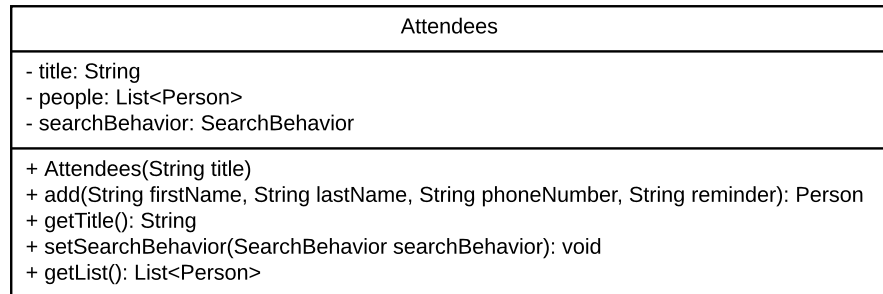 Attendees
- title: String
- people: List<Person>
- searchBehavior: SearchBehavior
+ Attendees(String title)
+ add(String firstName, String lastName, String phoneNumber, String reminder): Person
+ getTitle(): String
+ setSearchBehavior(SearchBehavior searchBehavior): void
+ getList(): List<Person>